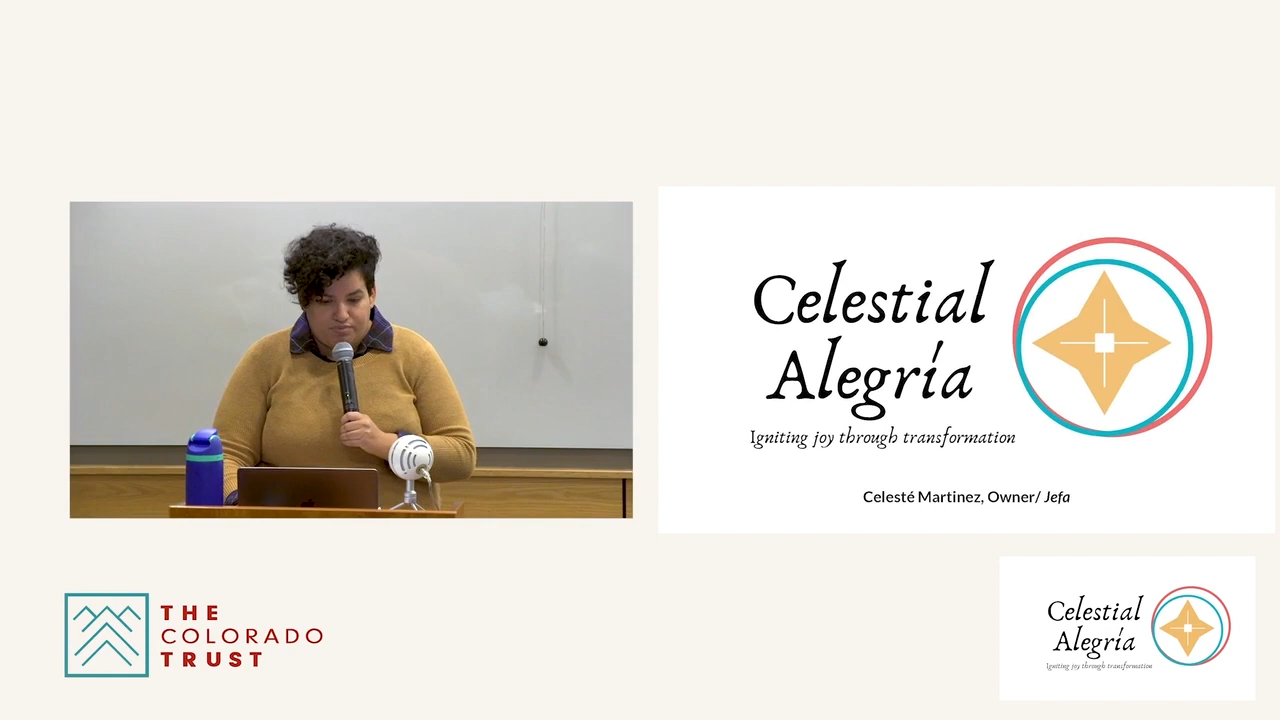 Celestial
Alegría
Igniting joy through transformation
Celesté Martinez, Owner/ Jefa
THE
COLORADO
TRUST
Celestial
Alegría
Igniting joy through transformation